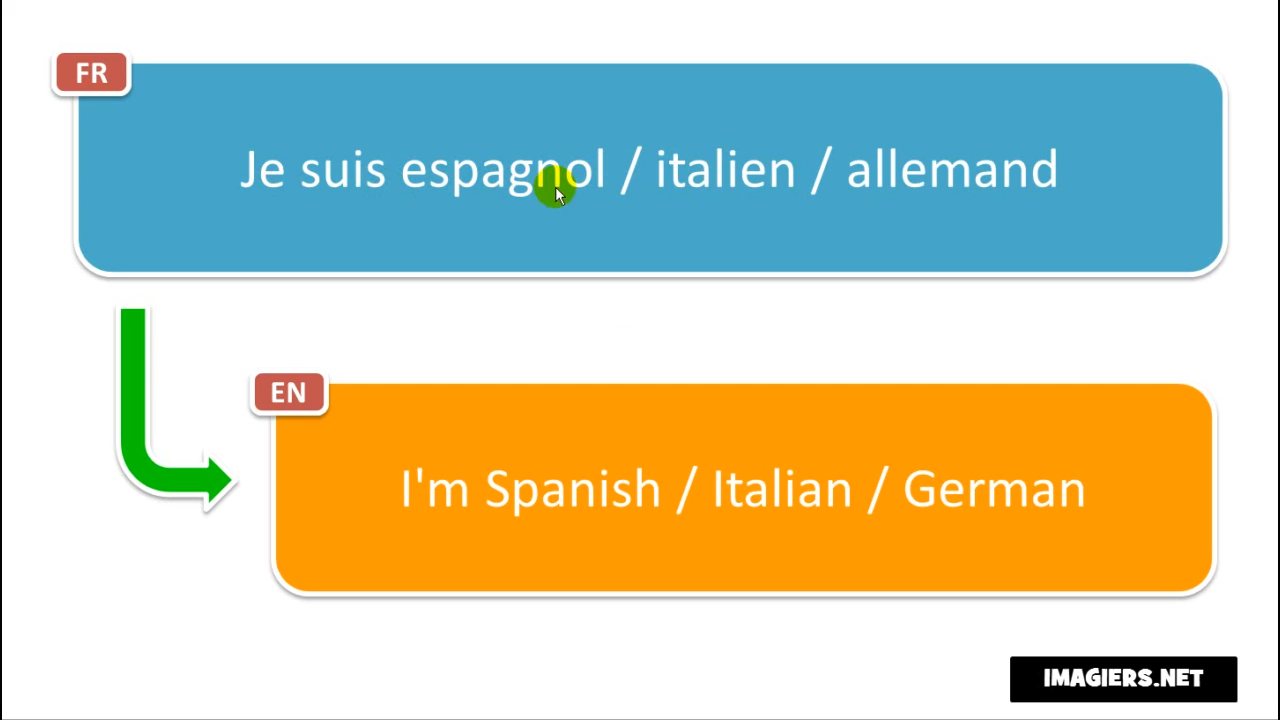 FR
Je suis espagnol / italien / allemand
EN
I'm Spanish / Italian / German
IMAGIERS.NET